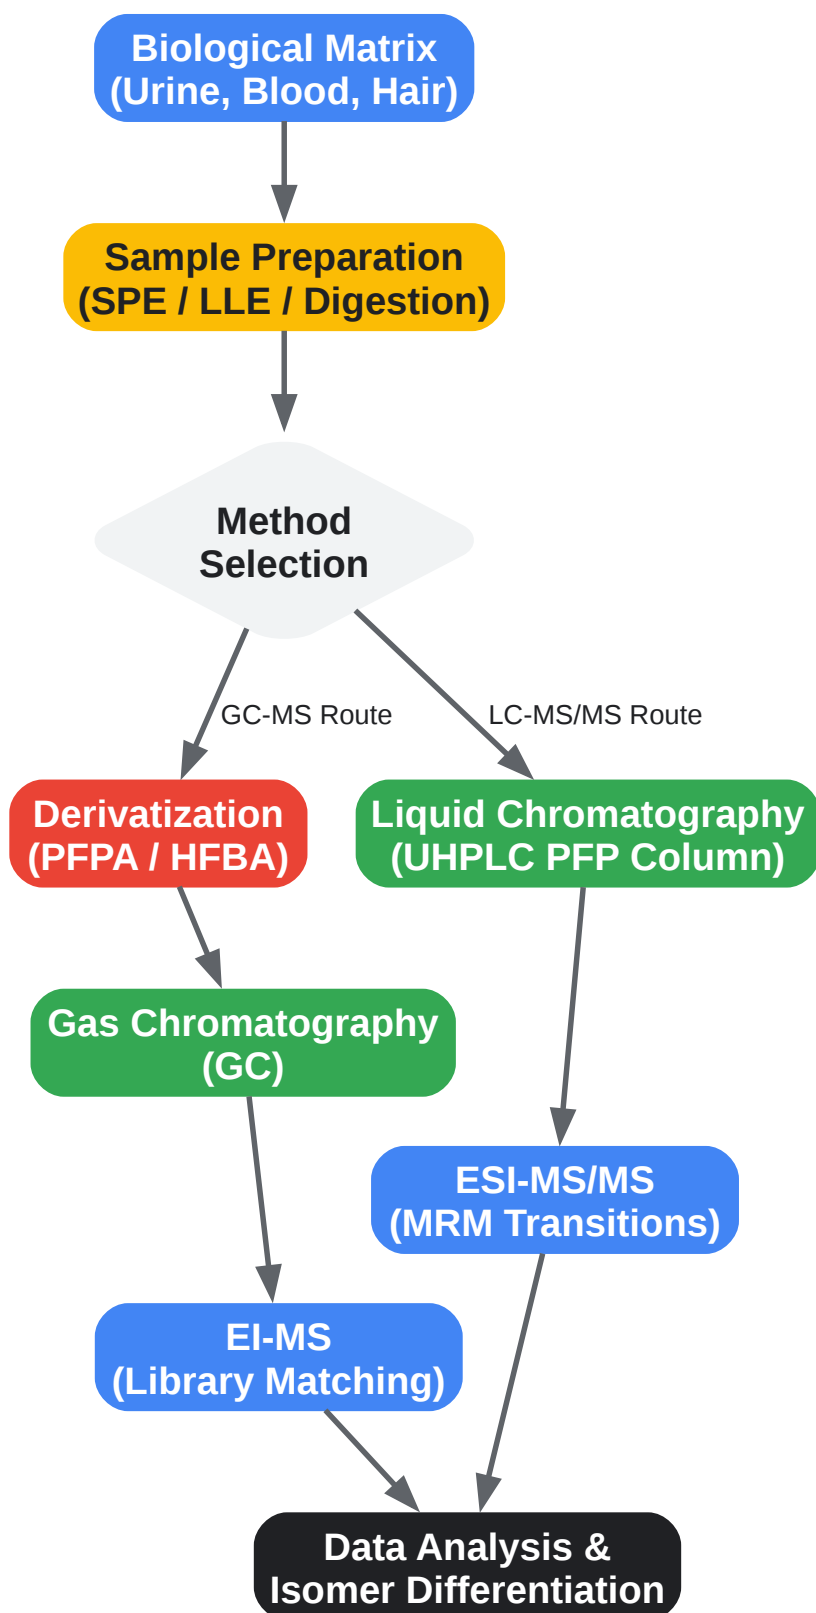 Biological Matrix
(Urine, Blood, Hair)
Sample Preparation
(SPE / LLE / Digestion)
Method
Selection
GC-MS Route
LC-MS/MS Route
Derivatization
(PFPA / HFBA)
Liquid Chromatography
(UHPLC PFP Column)
Gas Chromatography
(GC)
ESI-MS/MS
(MRM Transitions)
EI-MS
(Library Matching)
Data Analysis &
Isomer Differentiation